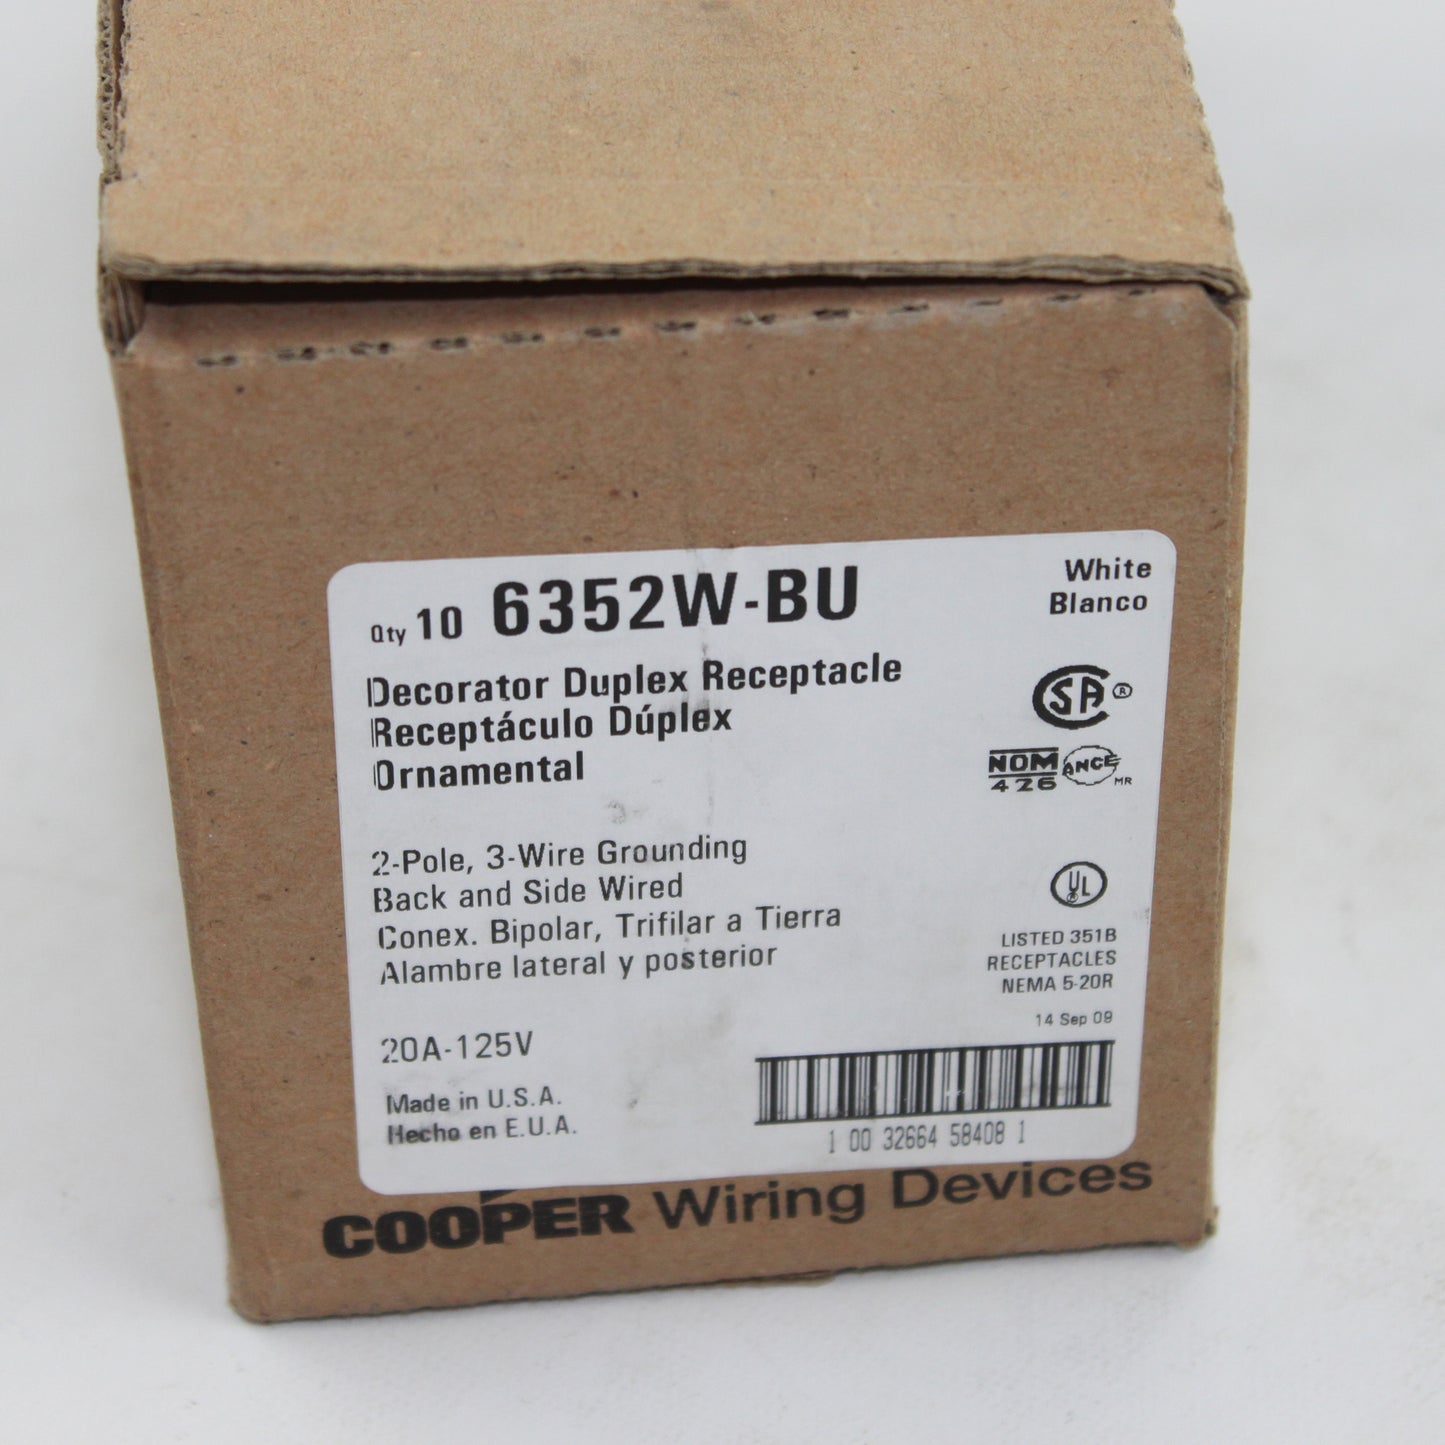 Qty 10 6352W-BU
White
Blanco
Decorator Duplex Receptacle
Receptáculo Dúplex
Ornamental
SA ®
NOM ANCE
426 MR
2-Pole, 3-Wire Grounding
Back and Side Wired
Conex. Bipolar, Trifilar a Tierra
Alambre lateral y posterior
UL
LISTED 351B
RECEPTACLES
NEMA 5-20R
14 Sep 09
20A-125V
Made in U.S.A.
Hecho en E.U.A.
1 00 32664 58408 1
COOPER Wiring Devices